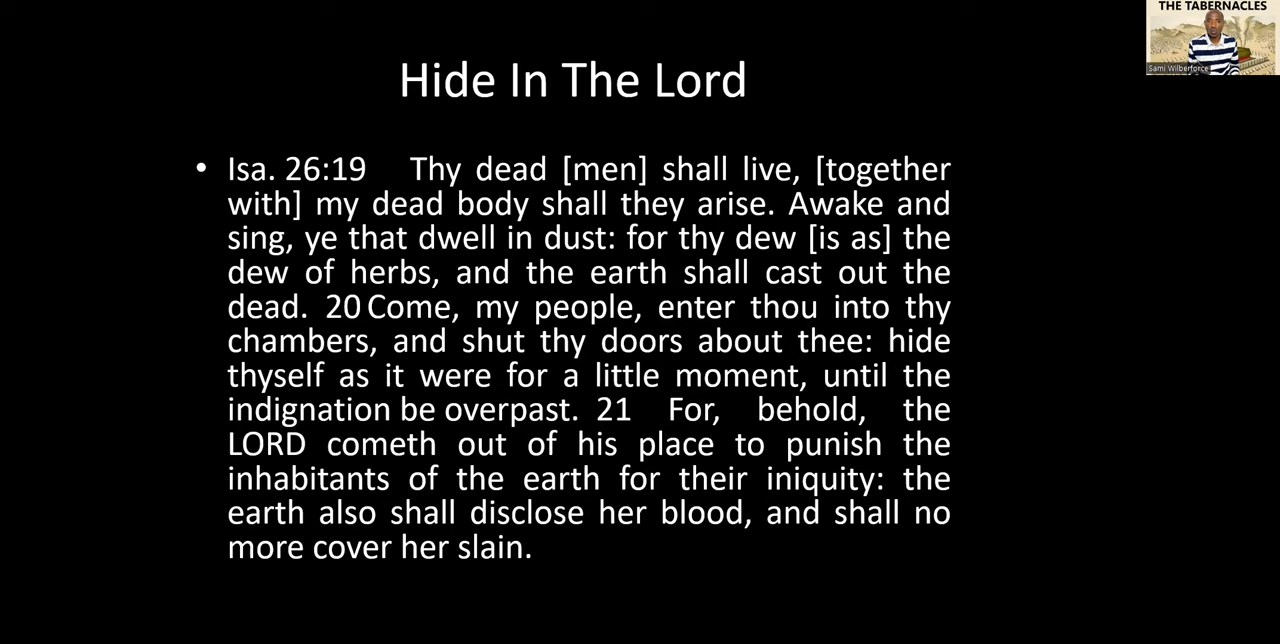 THE TABERNACLES
Sami Wilberforce
Hide In The Lord
• Isa. 26:19 Thy dead [men] shall live, [together
with] my dead body shall they arise. Awake and
sing, ye that dwell in dust: for thy dew [is as] the
dew of herbs, and the earth shall cast out the
dead. 20 Come, my people, enter thou into thy
chambers, and shut thy doors about thee: hide
thyself as it were for a little moment, until the
indignation be overpast. 21 For, behold, the
LORD cometh out of his place to punish the
inhabitants of the earth for their iniquity: the
earth also shall disclose her blood, and shall no
more cover her slain.